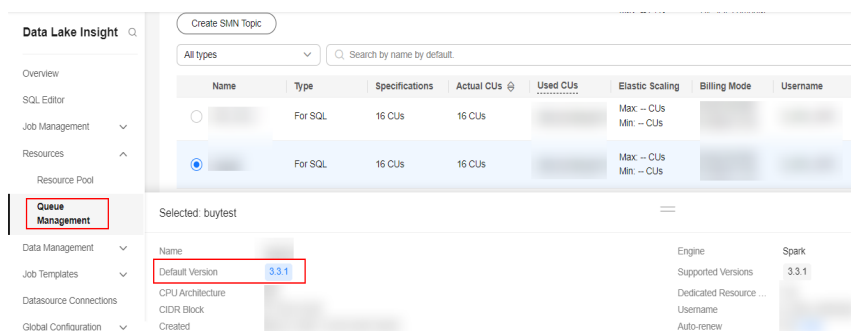 Data Lake Insight
Overview
SQL Editor
Job Management
Resources
Resource Pool
Queue
Management
Data Management
Job Templates
Datasource Connections
Global Configuration
Create SMN Topic
All types
Search by name by default.
Name Type Specifications Actual CUs Used CUs Elastic Scaling Billing Mode Username
For SQL 16 CUs 16 CUs Max: -- CUs
Min: -- CUs
For SQL 16 CUs 16 CUs Max: -- CUs
Min: -- CUs
Selected: buytest
Name
Default Version 3.3.1
CPU Architecture
CIDR Block
Created
Engine Spark
Supported Versions 3.3.1
Dedicated Resource ...
Username
Auto-renew